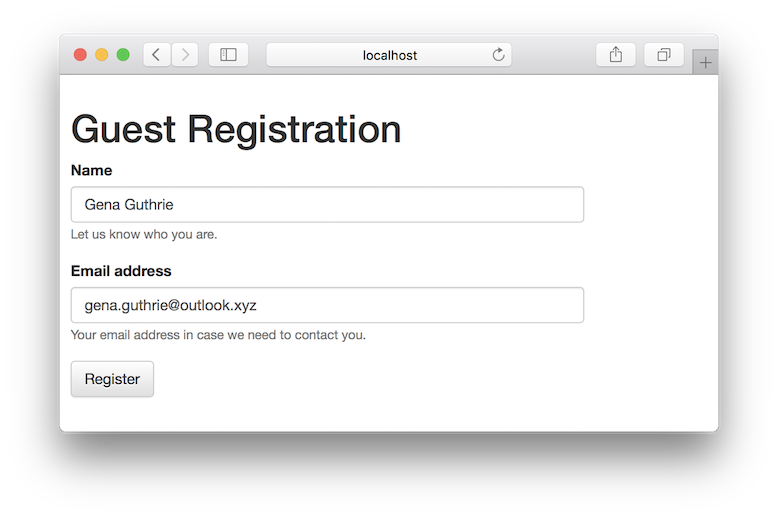 localhost
Guest Registration
Name
Gena Guthrie
Let us know who you are.
Email address
gena.guthrie@outlook.xyz
Your email address in case we need to contact you.
Register